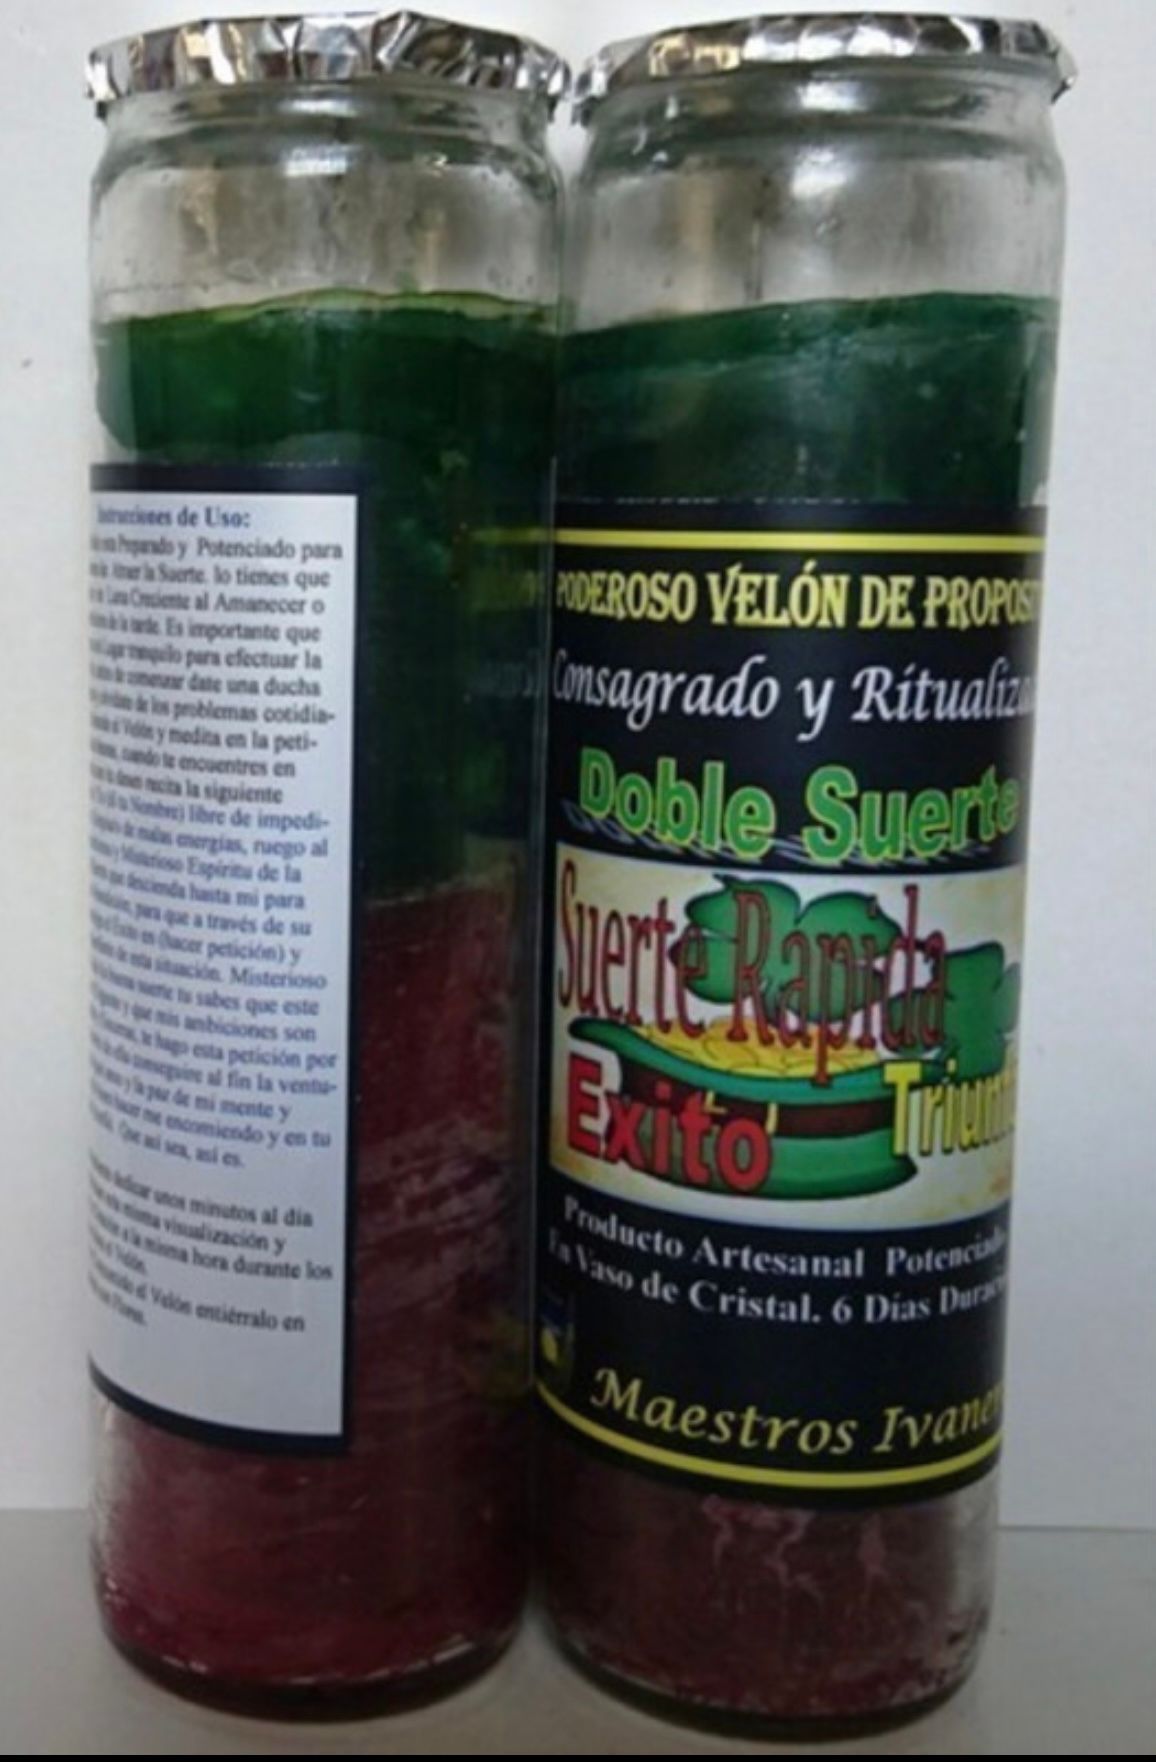 Instrucciones de Uso:
Preparado y Potenciado para
Atraer la Suerte. lo tienes que
Luna Creciente al Amanecer o
de la tarde. Es importante que
Lugar tranquilo para efectuar la
de comenzar date una ducha
de los problemas cotidia-
el Velón y medita en la peti-
cuando te encuentres en
recita la siguiente
Nombre) libre de impedi-
de malas energías, ruego al
y Misterioso Espíritu de la
que descienda hasta mi para
para que a través de su
Exito en (hacer petición) y
de esta situación. Misterioso
suerte tu sabes que este
y que mis ambiciones son
te hago esta petición por
conseguire al fin la ventu-
y la paz de mi mente y
me encomiendo y en tu
Que así sea, así es.
dedicar unos minutos al día
misma visualización y
a la misma hora durante los
el Velón.
el Velón entiérralo en
PODEROSO VELÓN DE PROPOSI
Consagrado y Ritualiza
Doble Suerte
Suerte Rapida
Exito
Triunf
Producto Artesanal Potenciad
En Vaso de Cristal. 6 Días Durac
Maestros Ivane